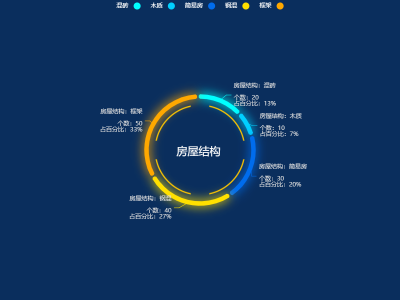 混砖 木质 简易房 钢混 框架
房屋结构：混砖
个数：20
占百分比：13%
房屋结构：木质
个数：10
占百分比：7%
房屋结构：简易房
个数：30
占百分比：20%
房屋结构：钢混
个数：40
占百分比：27%
房屋结构：框架
个数：50
占百分比：33%
房屋结构